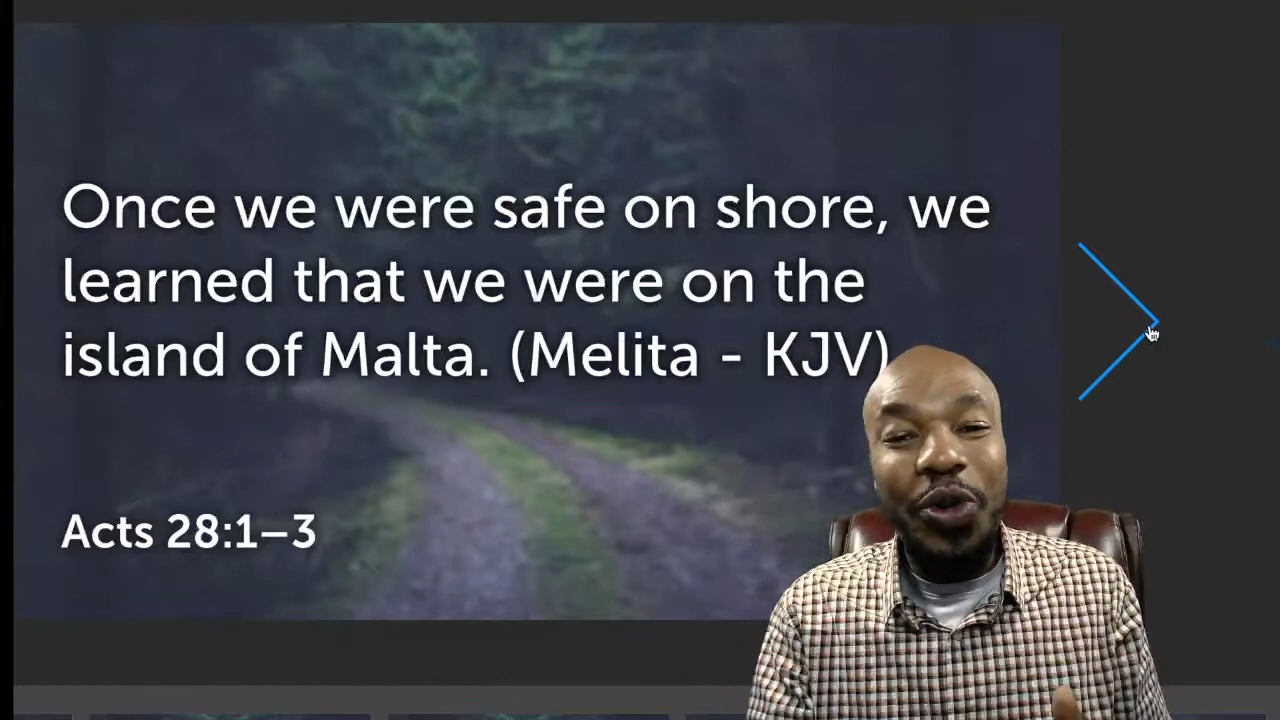 Once we were safe on shore, we
learned that we were on the
island of Malta. (Melita - KJV)
Acts 28:1–3